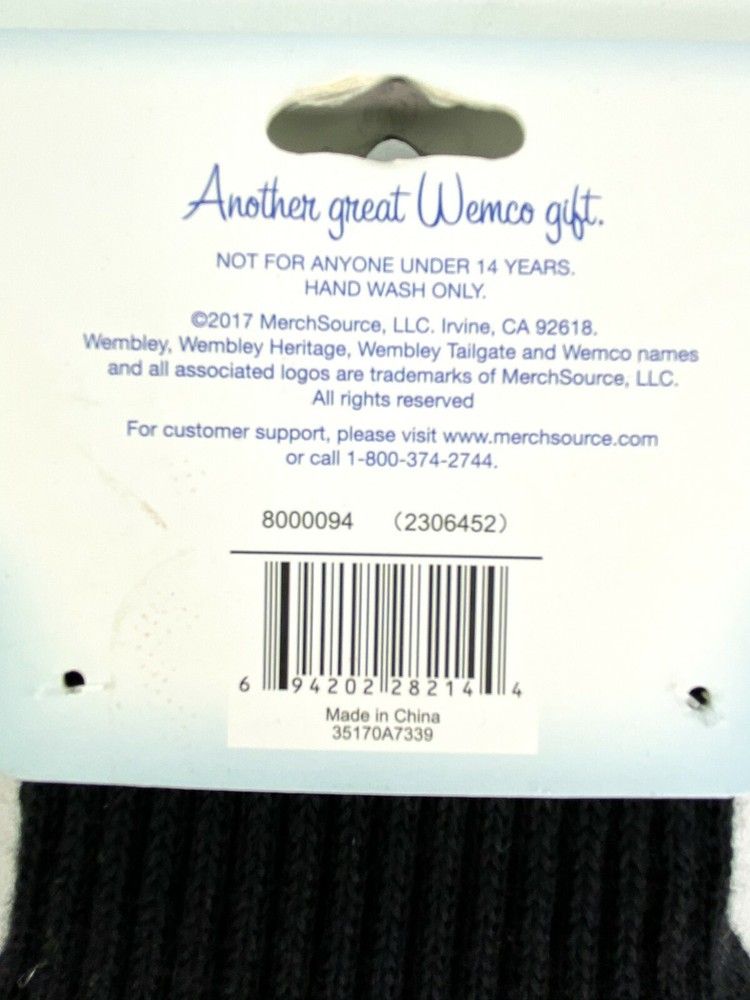 Another great Wemco gift.
NOT FOR ANYONE UNDER 14 YEARS.
HAND WASH ONLY.
©2017 MerchSource, LLC. Irvine, CA 92618.
Wembley, Wembley Heritage, Wembley Tailgate and Wemco names
and all associated logos are trademarks of MerchSource, LLC.
All rights reserved
For customer support, please visit www.merchsource.com
or call 1-800-374-2744.
8000094 (2306452)
6 94202 28214 4
Made in China
35170A7339